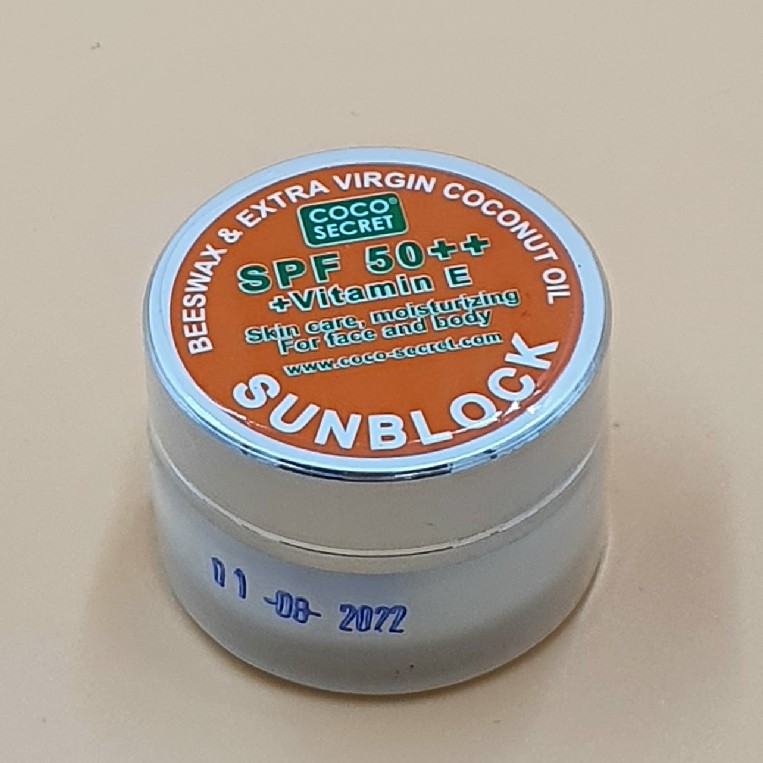 BEESWAX & EXTRA VIRGIN COCONUT OIL
COCO®
SECRET
SPF 50++
+Vitamin E
Skin care, moisturizing
For face and body
www.coco-secret.com
SUNBLOCK
01 -08- 2022